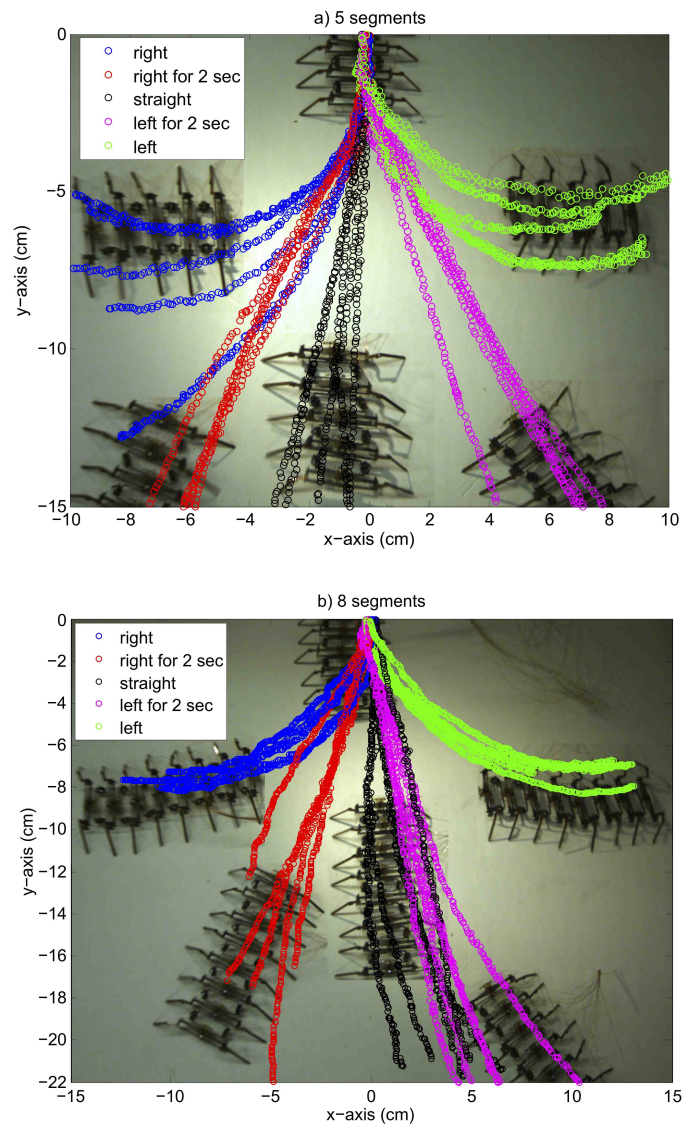 a) 5 segments
0
right
right for 2 sec
straight
left for 2 sec
left
−5
y−axis (cm)
−10
−15
−10 −8 −6 −4 −2 0 2 4 6 8 10
x−axis (cm)
b) 8 segments
0
right
right for 2 sec
straight
left for 2 sec
left
−2
−4
−6
−8
−10
y−axis (cm)
−12
−14
−16
−18
−20
−22
−15 −10 −5 0 5 10 15
x−axis (cm)